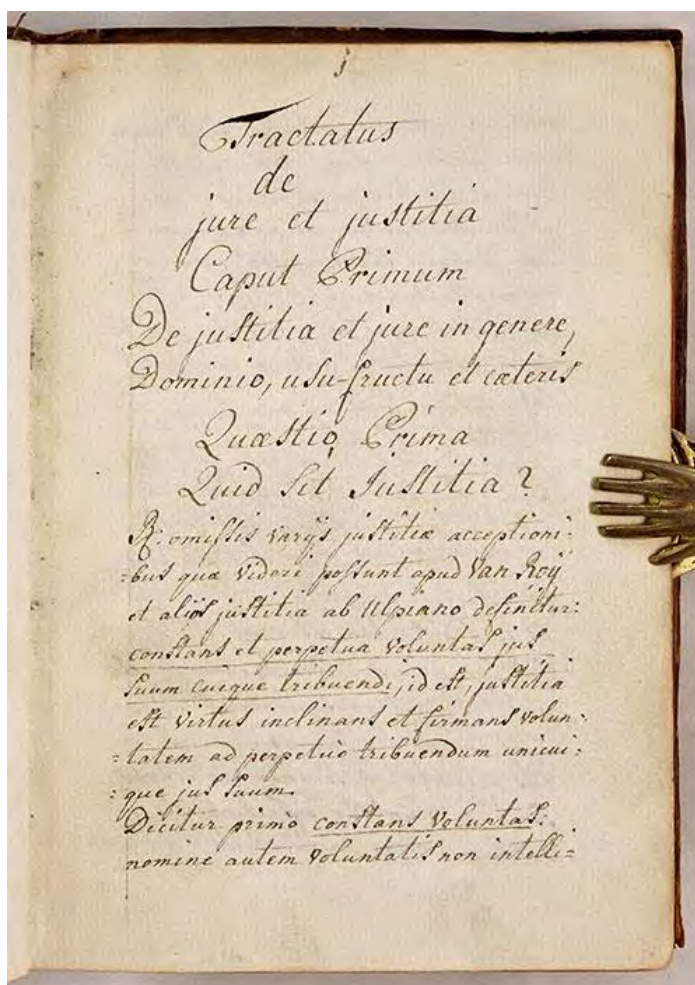 j
Tractatus
de
jure et justitia
Caput Primum
De justitia et jure in genere,
Dominio, usu-fructu et cæteris
Quæstio Prima
Quid sit Justitia?
R: omissis varijs justitiæ acceptioni:
:bus quæ videri possunt apud Van Roÿ
et alios justitia ab Ulpiano definitur:
constans et perpetua voluntas jus
suum cuique tribuendi, id est, justitia
est virtus inclinans et firmans volun:
:tatem ad perpetuo tribuendum unicui:
:que jus suum.
Dicitur primo constans voluntas:
nomine autem voluntatis non intelli=